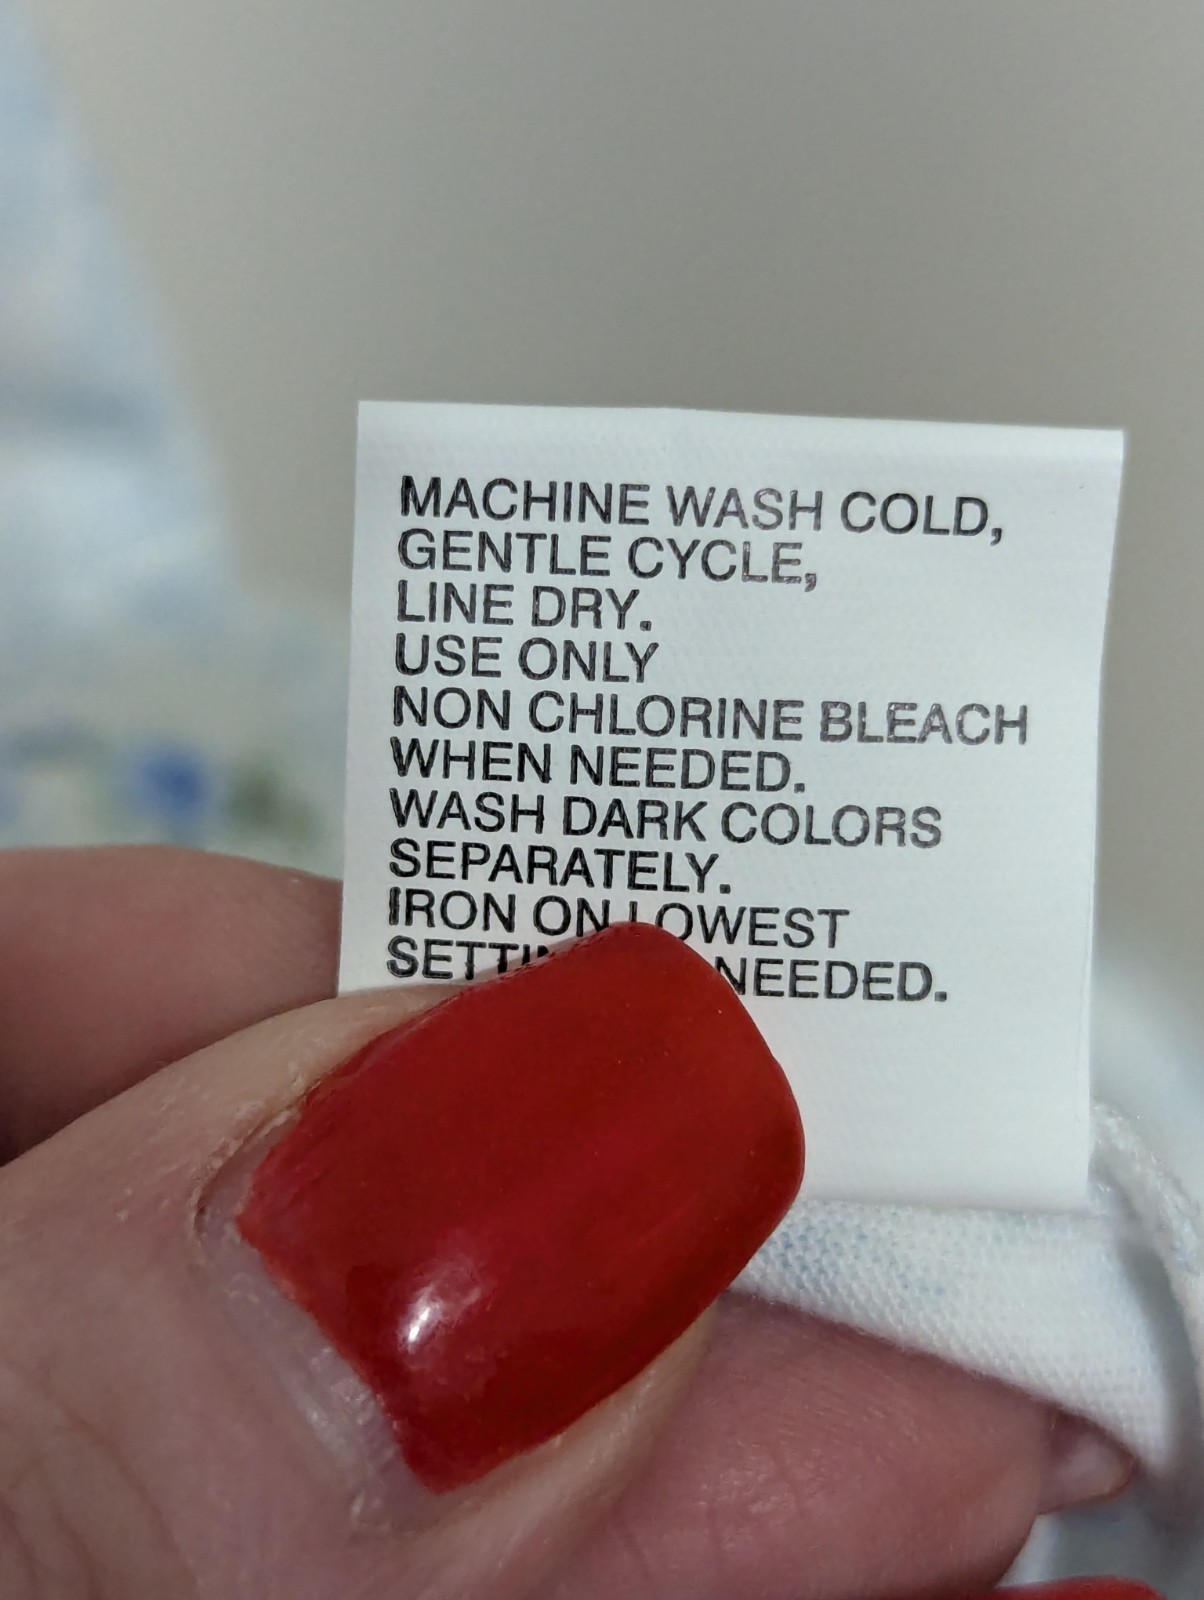 MACHINE WASH COLD,
GENTLE CYCLE,
LINE DRY.
USE ONLY
NON CHLORINE BLEACH
WHEN NEEDED.
WASH DARK COLORS
SEPARATELY.
IRON ON LOWEST
NEEDED.